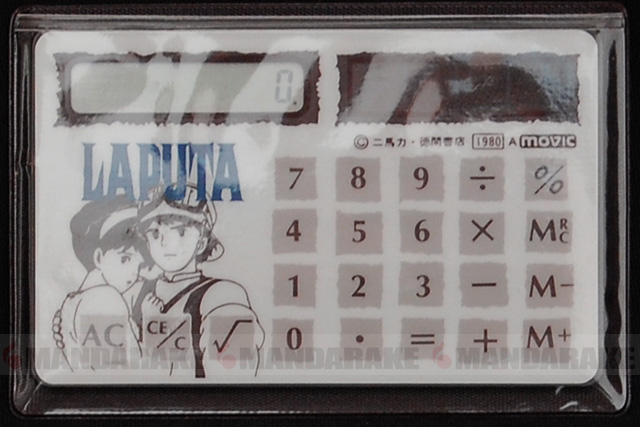 0.
© 二馬力・徳間書店 1980 A movic
LAPUTA
7 8 9 ÷ %
4 5 6 × MRC
1 2 3 − M−
AC CE/C √ 0 · = + M+
MANDARAKE MANDARAKE MANDARAKE